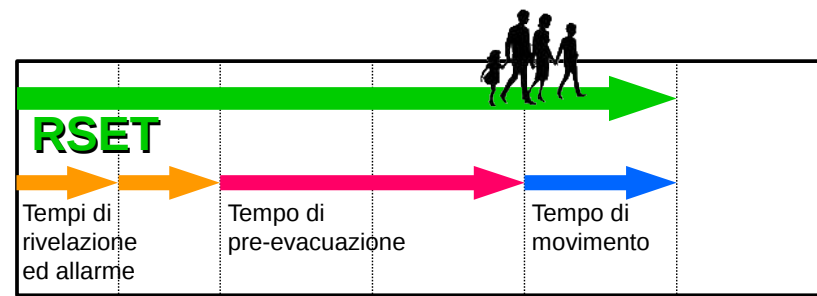 RSET
Tempi di
rivelazione
ed allarme
Tempo di
pre-evacuazione
Tempo di
movimento